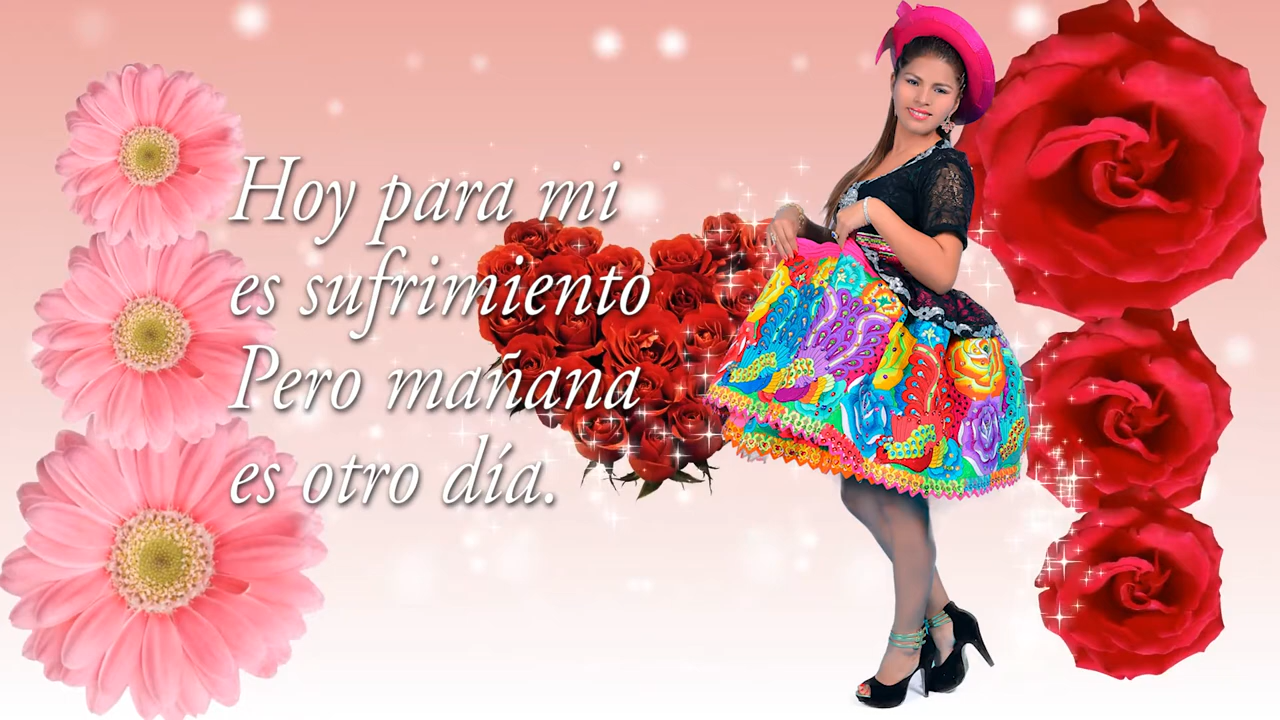 Hoy para mi
es sufrimiento
Pero mañana
es otro día.